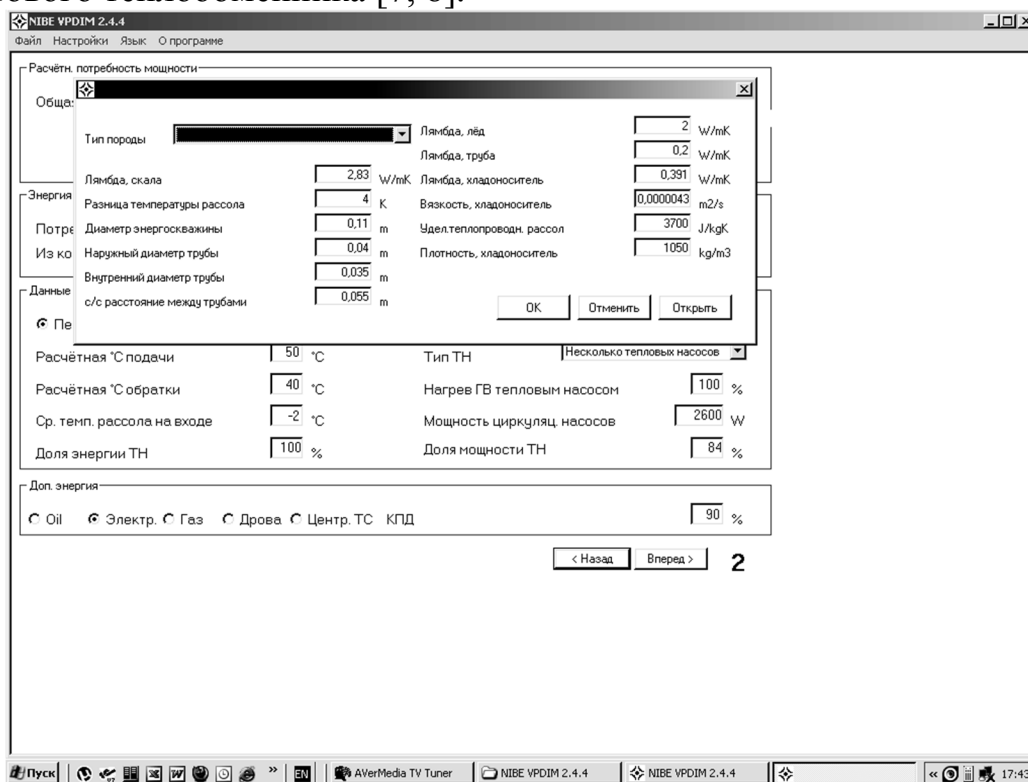 ового теплообменника [7, 8].
NIBE VPDIM 2.4.4
Файл Настройки Язык О программе
Расчётн. потребность мощности
Обща
Тип породы
Лямбда, скала 2,83 W/mK
Разница температуры рассола 4 K
Диаметр энергоскважины 0,11 m
Наружный диаметр трубы 0,04 m
Внутренний диаметр трубы 0,035 m
с/с расстояние между трубами 0,055 m
Лямбда, лёд 2 W/mK
Лямбда, труба 0,2 W/mK
Лямбда, хладоноситель 0,391 W/mK
Вязкость, хладоноситель 0,0000043 m2/s
Удел.теплопроводн. рассол 3700 J/kgK
Плотность, хладоноситель 1050 kg/m3
OK Отменить Открыть
Энергия
Потре
Из ко
Данные
Пе
Расчётная °С подачи 50 °C Тип ТН Несколько тепловых насосов
Расчётная °С обратки 40 °C Нагрев ГВ тепловым насосом 100 %
Ср. темп. рассола на входе -2 °C Мощность циркуляц. насосов 2600 W
Доля энергии ТН 100 % Доля мощности ТН 84 %
Доп. энергия
Oil Электр. Газ Дрова Центр. ТС КПД 90 %
< Назад Вперед > 2
Пуск » EN AVerMedia TV Tuner NIBE VPDIM 2.4.4 NIBE VPDIM 2.4.4 « 17:43